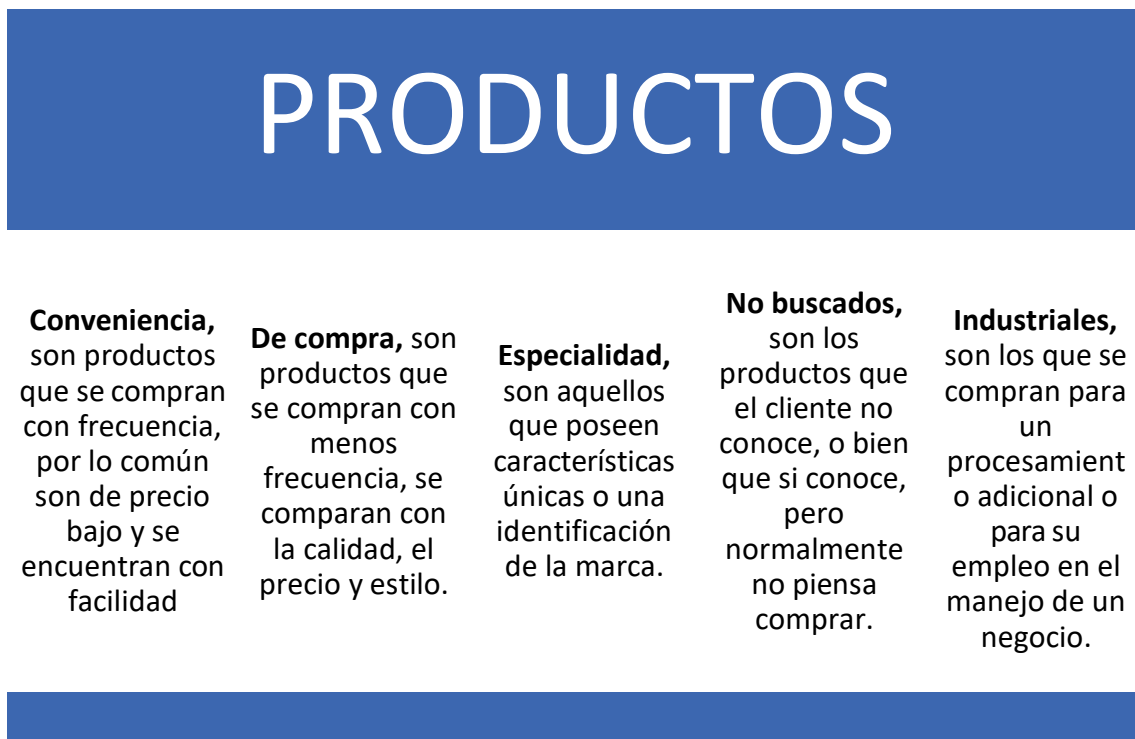 PRODUCTOS
Conveniencia,
son productos
que se compran
con frecuencia,
por lo común
son de precio
bajo y se
encuentran con
facilidad
De compra, son
productos que
se compran con
menos
frecuencia, se
comparan con
la calidad, el
precio y estilo.
Especialidad,
son aquellos
que poseen
características
únicas o una
identificación
de la marca.
No buscados,
son los
productos que
el cliente no
conoce, o bien
que si conoce,
pero
normalmente
no piensa
comprar.
Industriales,
son los que se
compran para
un
procesamient
o adicional o
para su
empleo en el
manejo de un
negocio.